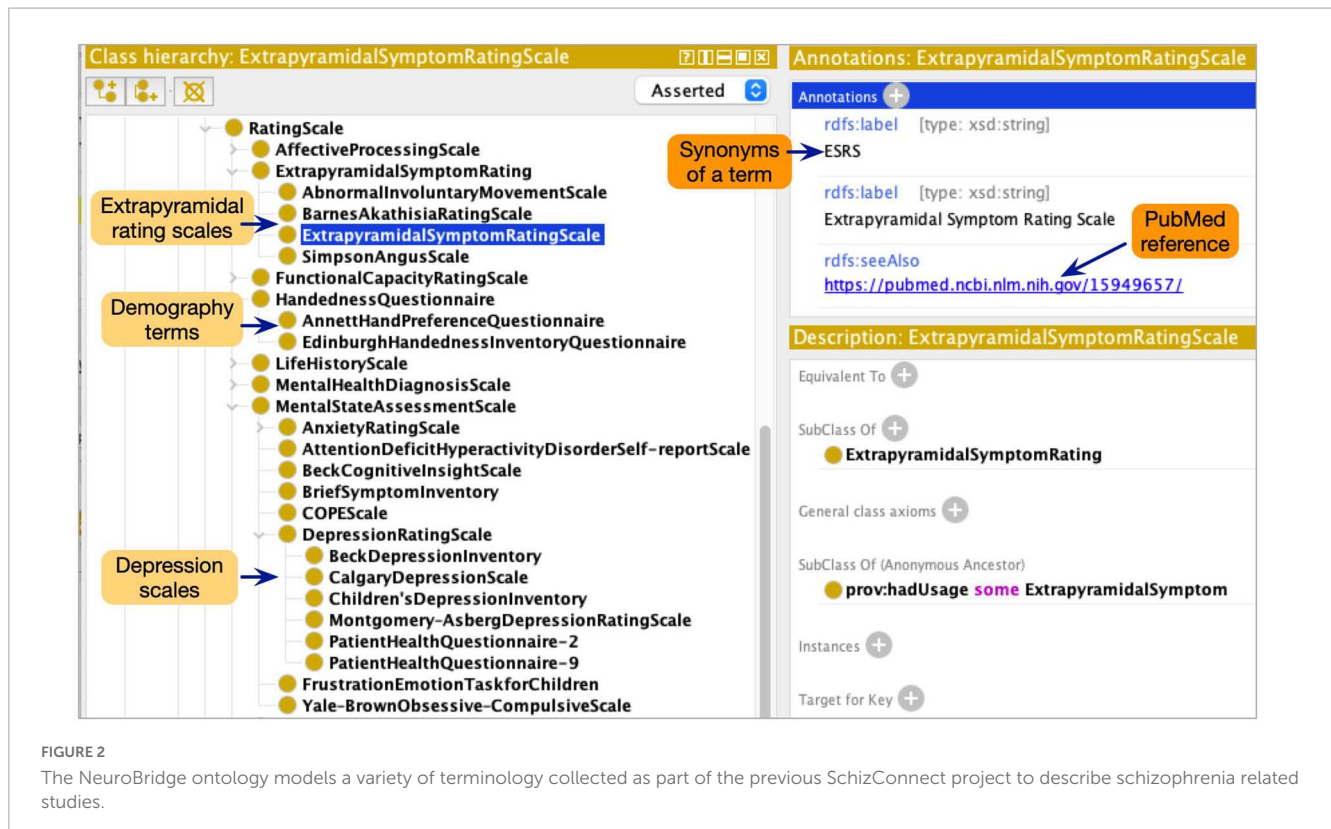 Class hierarchy: ExtrapyramidalSymptomRatingScale
Asserted
RatingScale
AffectiveProcessingScale
ExtrapyramidalSymptomRating
AbnormalInvoluntaryMovementScale
BarnesAkathisiaRatingScale
ExtrapyramidalSymptomRatingScale
SimpsonAngusScale
FunctionalCapacityRatingScale
HandednessQuestionnaire
AnnettHandPreferenceQuestionnaire
EdinburghHandednessInventoryQuestionnaire
LifeHistoryScale
MentalHealthDiagnosisScale
MentalStateAssessmentScale
AnxietyRatingScale
AttentionDeficitHyperactivityDisorderSelf-reportScale
BeckCognitiveInsightScale
BriefSymptomInventory
COPEScale
DepressionRatingScale
BeckDepressionInventory
CalgaryDepressionScale
Children'sDepressionInventory
Montgomery-AsbergDepressionRatingScale
PatientHealthQuestionnaire-2
PatientHealthQuestionnaire-9
FrustrationEmotionTaskforChildren
Yale-BrownObsessive-CompulsiveScale
Extrapyramidal
rating scales
Demography
terms
Depression
scales
Annotations: ExtrapyramidalSymptomRatingScale
Annotations
rdfs:label [type: xsd:string]
ESRS
Synonyms
of a term
rdfs:label [type: xsd:string]
Extrapyramidal Symptom Rating Scale
PubMed
reference
rdfs:seeAlso
https://pubmed.ncbi.nlm.nih.gov/15949657/
Description: ExtrapyramidalSymptomRatingScale
Equivalent To
SubClass Of
ExtrapyramidalSymptomRating
General class axioms
SubClass Of (Anonymous Ancestor)
prov:hadUsage some ExtrapyramidalSymptom
Instances
Target for Key
FIGURE 2
The NeuroBridge ontology models a variety of terminology collected as part of the previous SchizConnect project to describe schizophrenia related
studies.